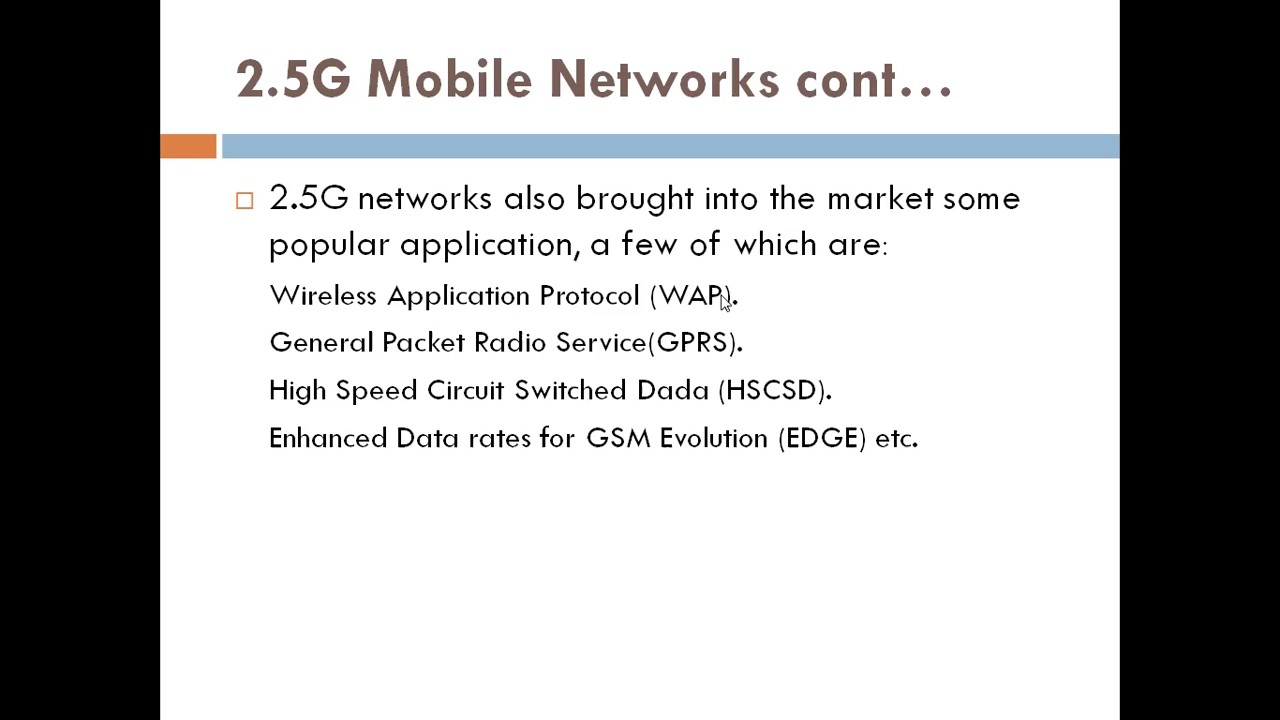 2.5G Mobile Networks cont...
2.5G networks also brought into the market some
popular application, a few of which are:
Wireless Application Protocol (WAP).
General Packet Radio Service(GPRS).
High Speed Circuit Switched Dada (HSCSD).
Enhanced Data rates for GSM Evolution (EDGE) etc.